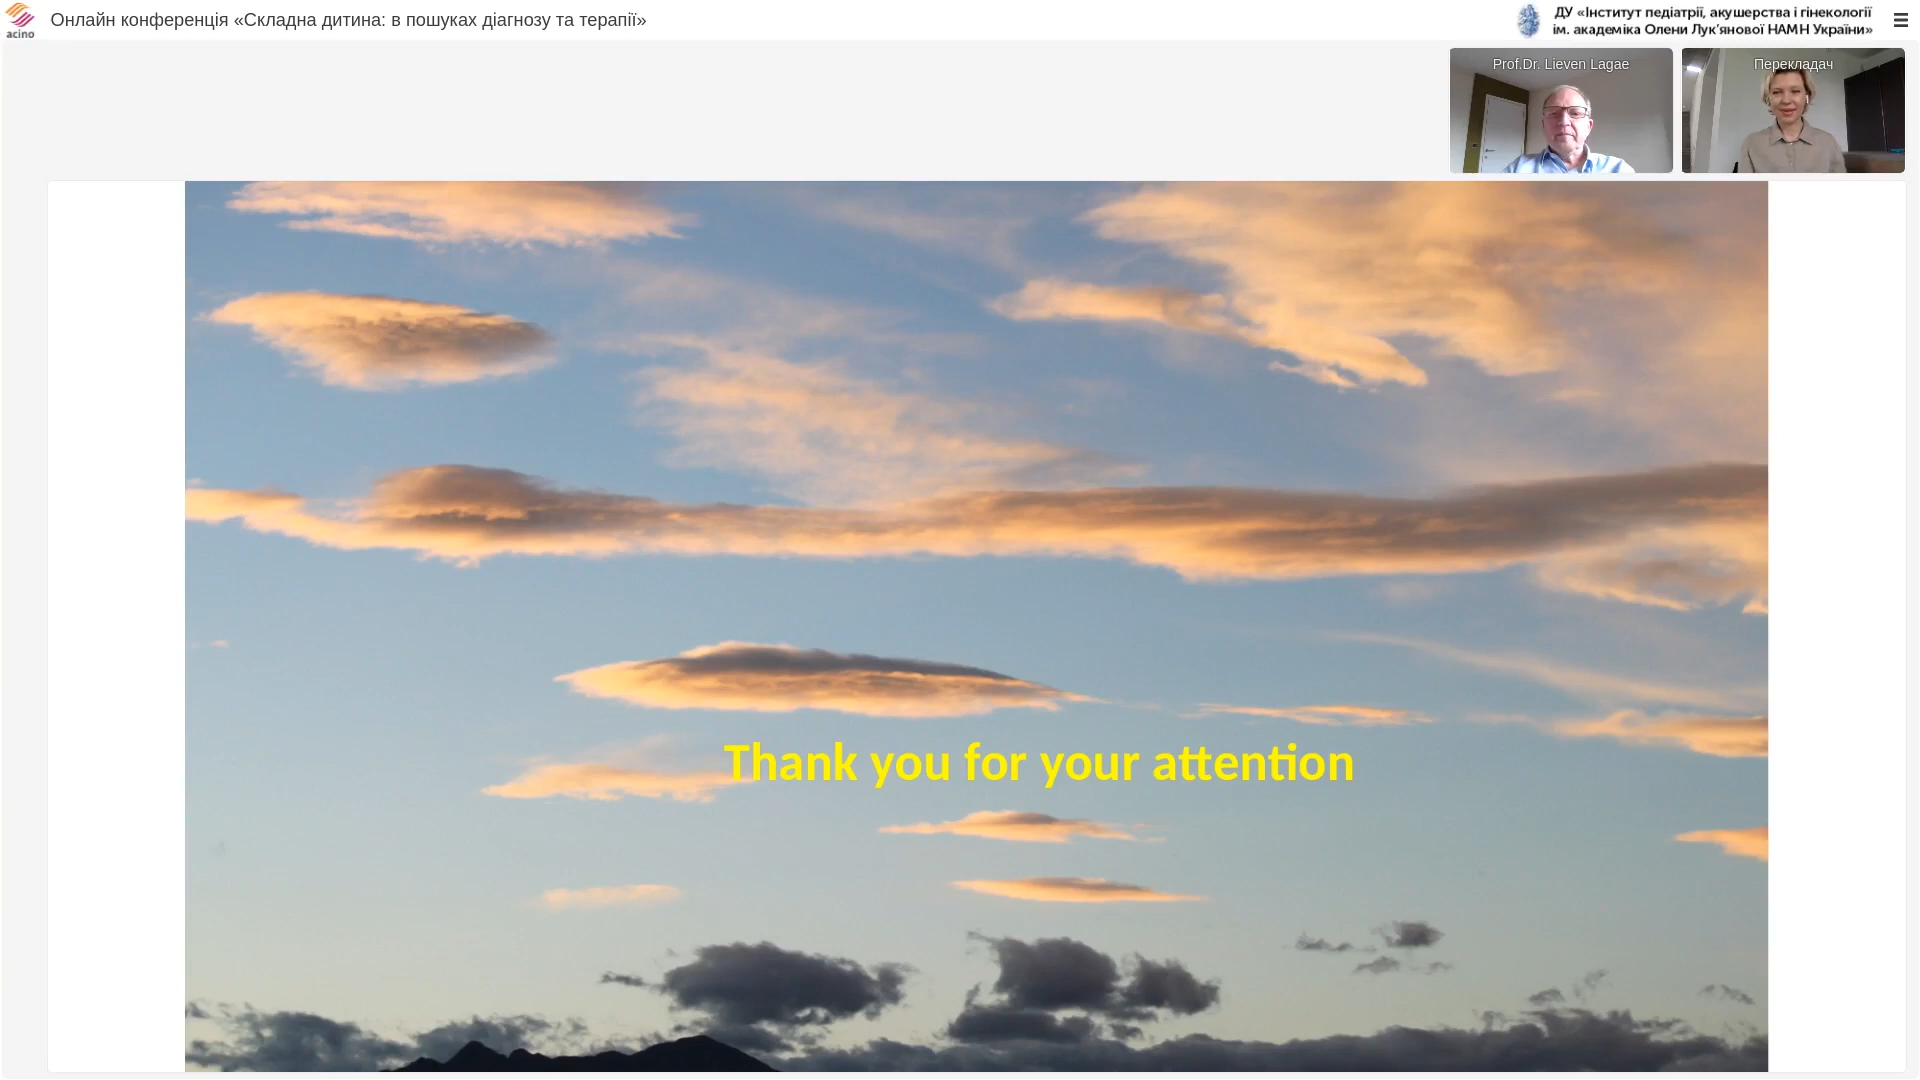 acino
Онлайн конференція «Складна дитина: в пошуках діагнозу та терапії»
ДУ «Інститут педіатрії, акушерства і гінекології
ім. академіка Олени Лук’янової НАМН України»
Prof.Dr. Lieven Lagae
Перекладач
Thank you for your attention